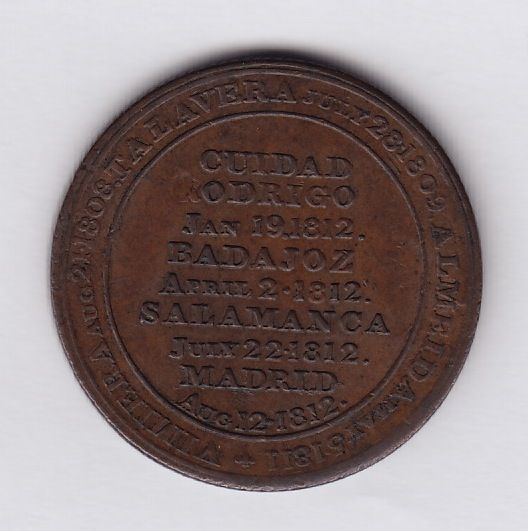 VIMIERA AUG. 21. 1808. TALAVERA JULY 28. 1809. ALMEIDA MAY 5. 1811
CUIDAD
RODRIGO
JAN 19.1812.
BADAJOZ
APRIL 2.1812.
SALAMANCA
JULY 22.1812.
MADRID
AUG 12.1812.